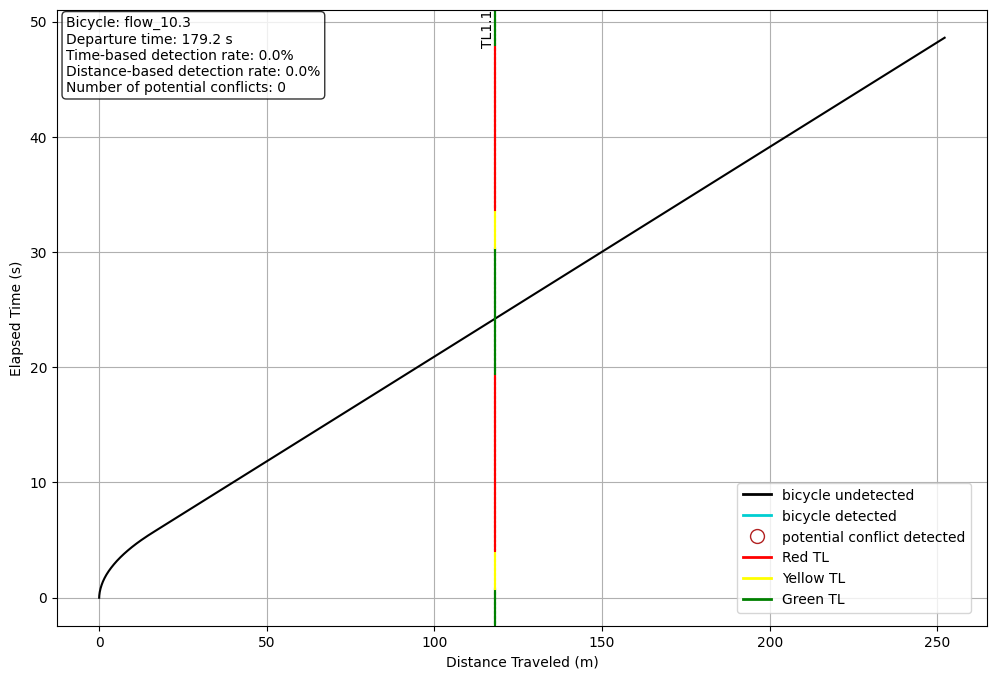 Bicycle: flow_10.3
Departure time: 179.2 s
Time-based detection rate: 0.0%
Distance-based detection rate: 0.0%
Number of potential conflicts: 0
TL1.1
50
40
30
20
10
0
Elapsed Time (s)
0
50
100
150
200
250
Distance Traveled (m)
bicycle undetected
bicycle detected
potential conflict detected
Red TL
Yellow TL
Green TL